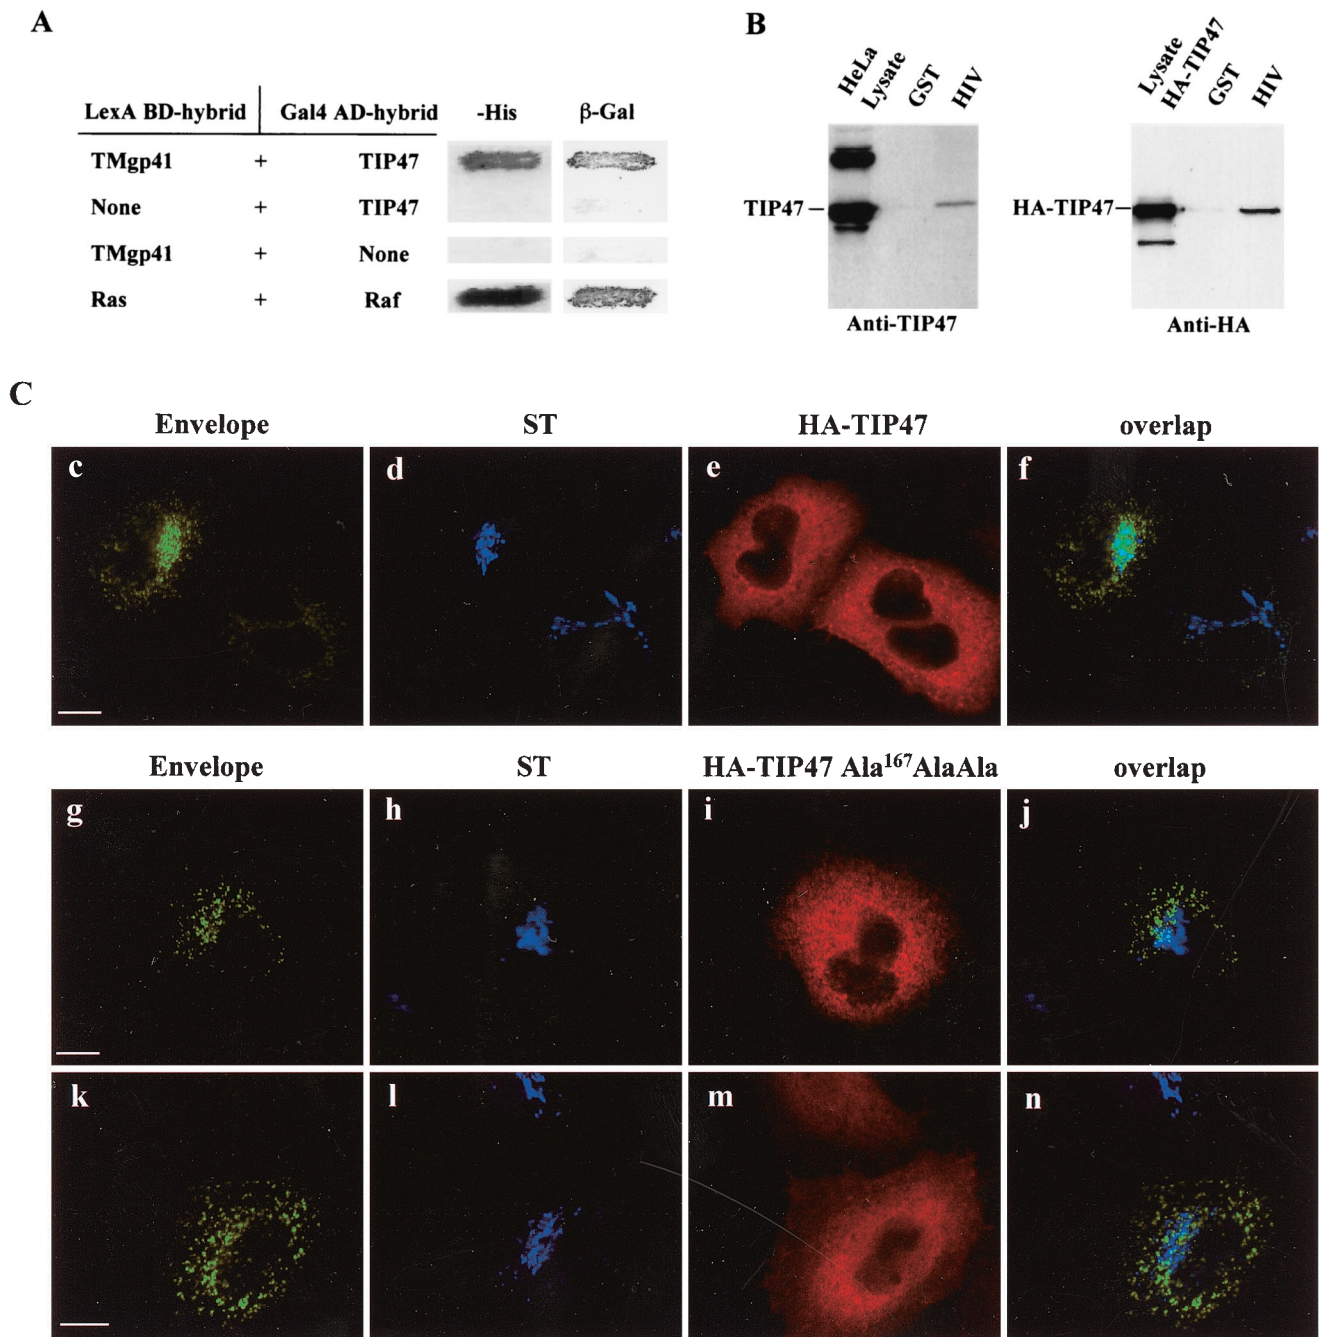 A
LexA BD-hybrid Gal4 AD-hybrid -His β-Gal
TMgp41 + TIP47
None + TIP47
TMgp41 + None
Ras + Raf
B
HeLa
Lysate
GST
HIV
TIP47
Anti-TIP47
Lysate
HA-TIP47
GST
HIV
HA-TIP47
Anti-HA
C
Envelope ST HA-TIP47 overlap
c d e f
Envelope ST HA-TIP47 Ala¹⁶⁷AlaAla overlap
g h i j
k l m n